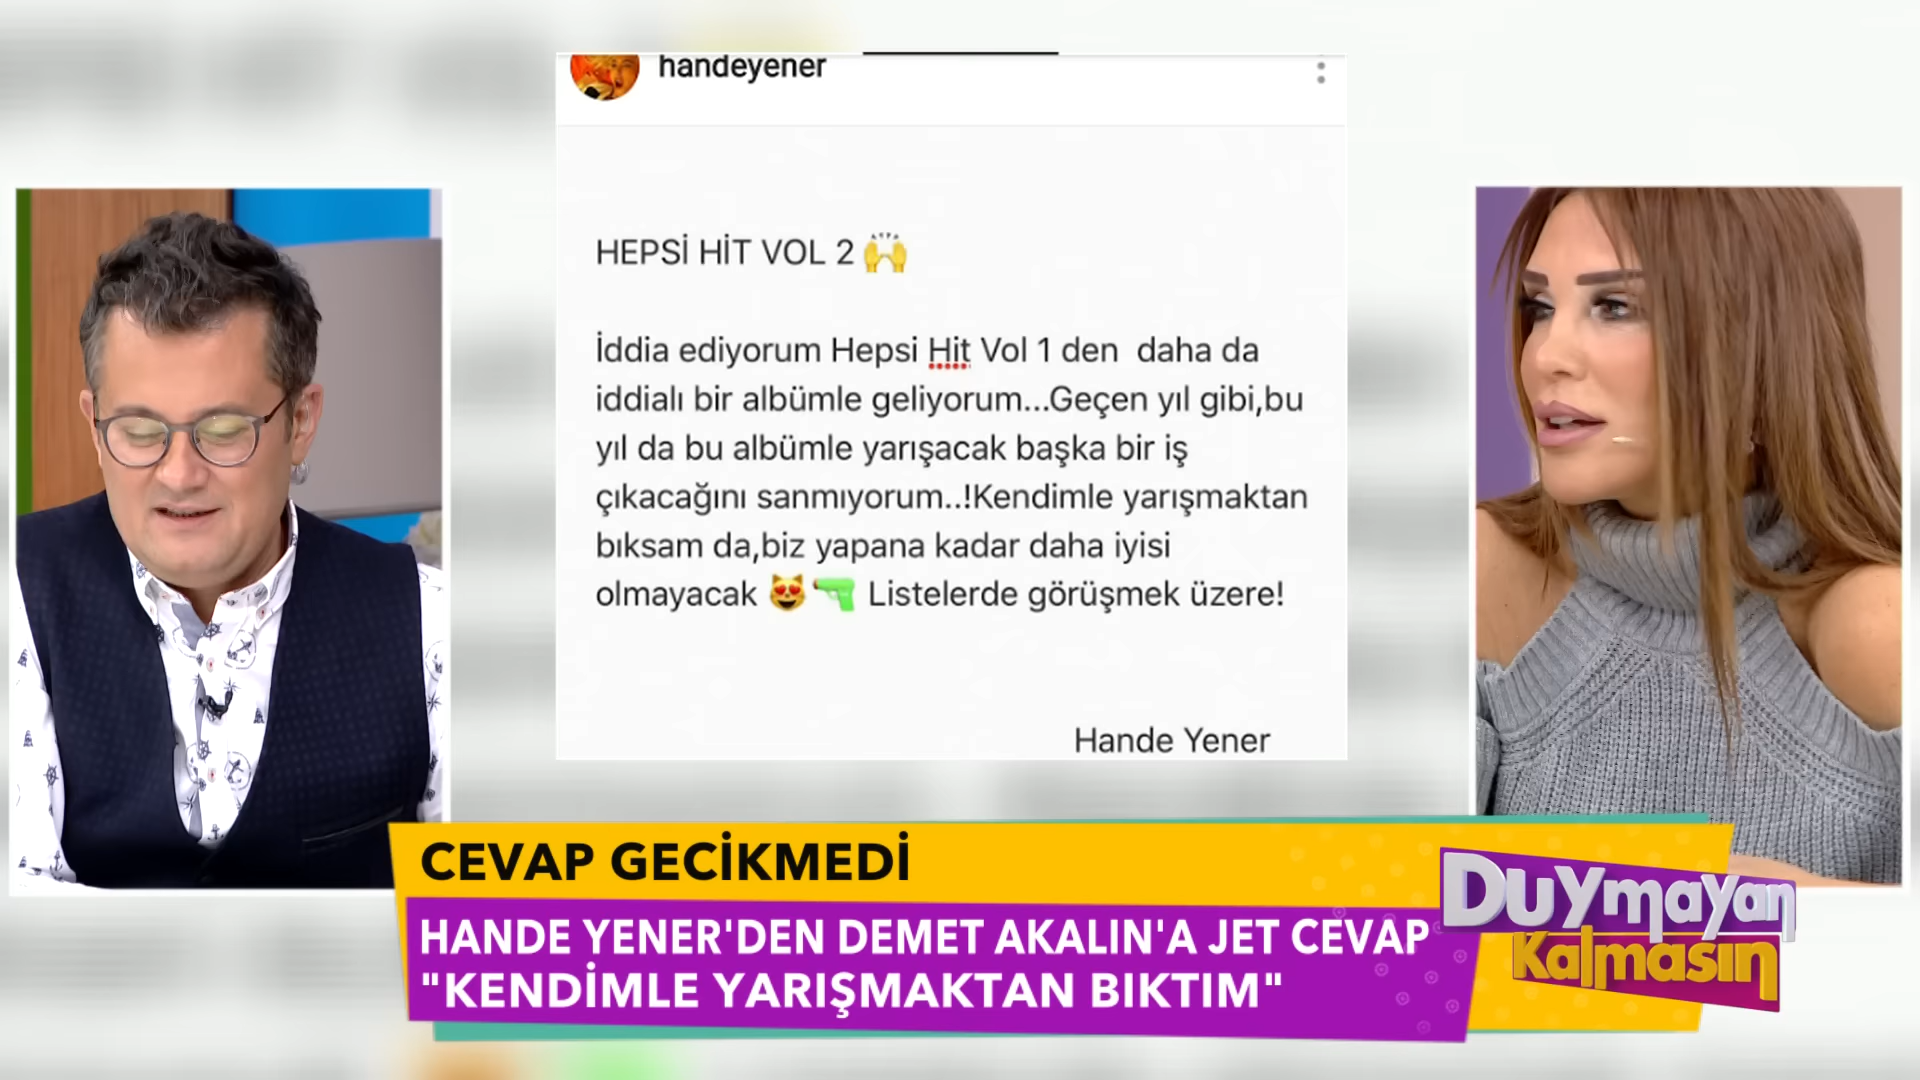 handeyener
HEPSİ HİT VOL 2 🙌
İddia ediyorum Hepsi Hit Vol 1 den  daha da
iddialı bir albümle geliyorum...Geçen yıl gibi,bu
yıl da bu albümle yarışacak başka bir iş
çıkacağını sanmıyorum..!Kendimle yarışmaktan
bıksam da,biz yapana kadar daha iyisi
olmayacak 😻🔫 Listelerde görüşmek üzere!
Hande Yener
CEVAP GECİKMEDİ
HANDE YENER'DEN DEMET AKALIN'A JET CEVAP
"KENDİMLE YARIŞMAKTAN BIKTIM"
Duymayan
Kalmasın